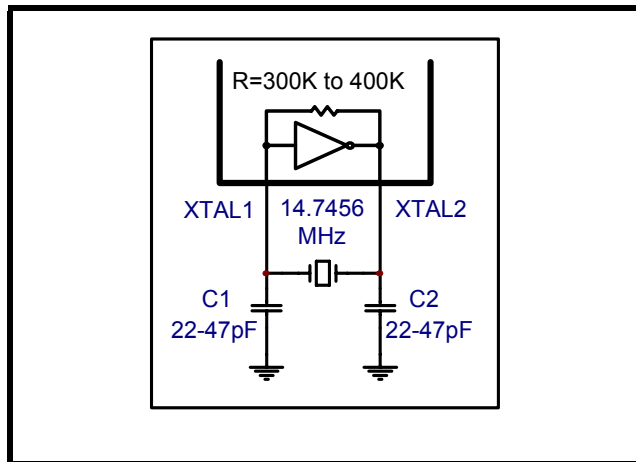 R=300K to 400K
XTAL1 14.7456 XTAL2
MHz
C1 C2
22-47pF 22-47pF